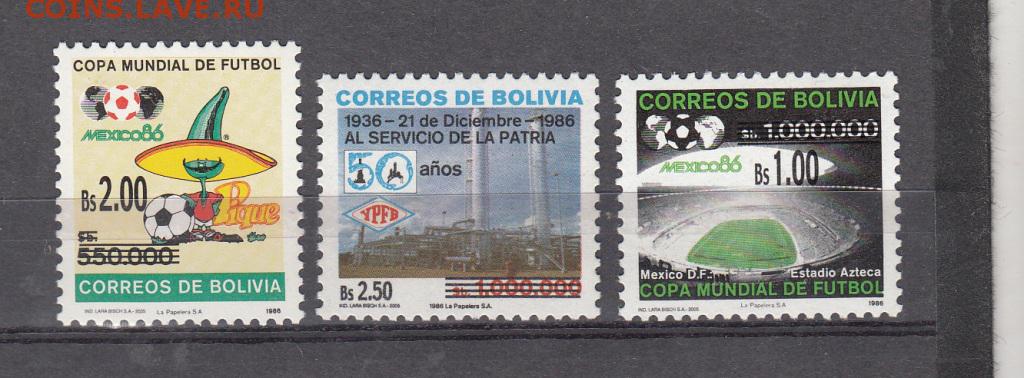 COINS.LAVE.RU
COPA MUNDIAL DE FUTBOL
MEXICO86
®
Bs 2.00
Pique
$b.
550.000
CORREOS DE BOLIVIA
IND. LARA BISCH S.A.- 2005 La Papelera S.A. 1986
CORREOS DE BOLIVIA
1936 - 21 de Diciembre - 1986
AL SERVICIO DE LA PATRIA
50 años
YPFB
Bs 2.50
1.000.000
IND. LARA BISCH S.A. - 2005 1986 La Papelera S.A.
CORREOS DE BOLIVIA
$b. 1.000.000
MEXICO86
Bs 1.00
Mexico D.F. Estadio Azteca
COPA MUNDIAL DE FUTBOL
IND. LARA BISCH S.A.- 2005 La Papelera S.A. 1986